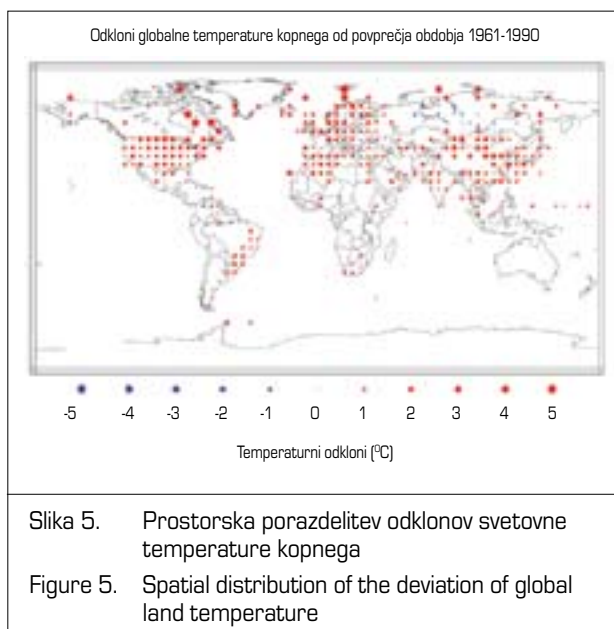 Odkloni globalne temperature kopnega od povprečja obdobja 1961-1990
-5 -4 -3 -2 -1 0 1 2 3 4 5
Temperaturni odkloni (⁰C)
Slika 5. Prostorska porazdelitev odklonov svetovne
temperature kopnega
Figure 5. Spatial distribution of the deviation of global
land temperature